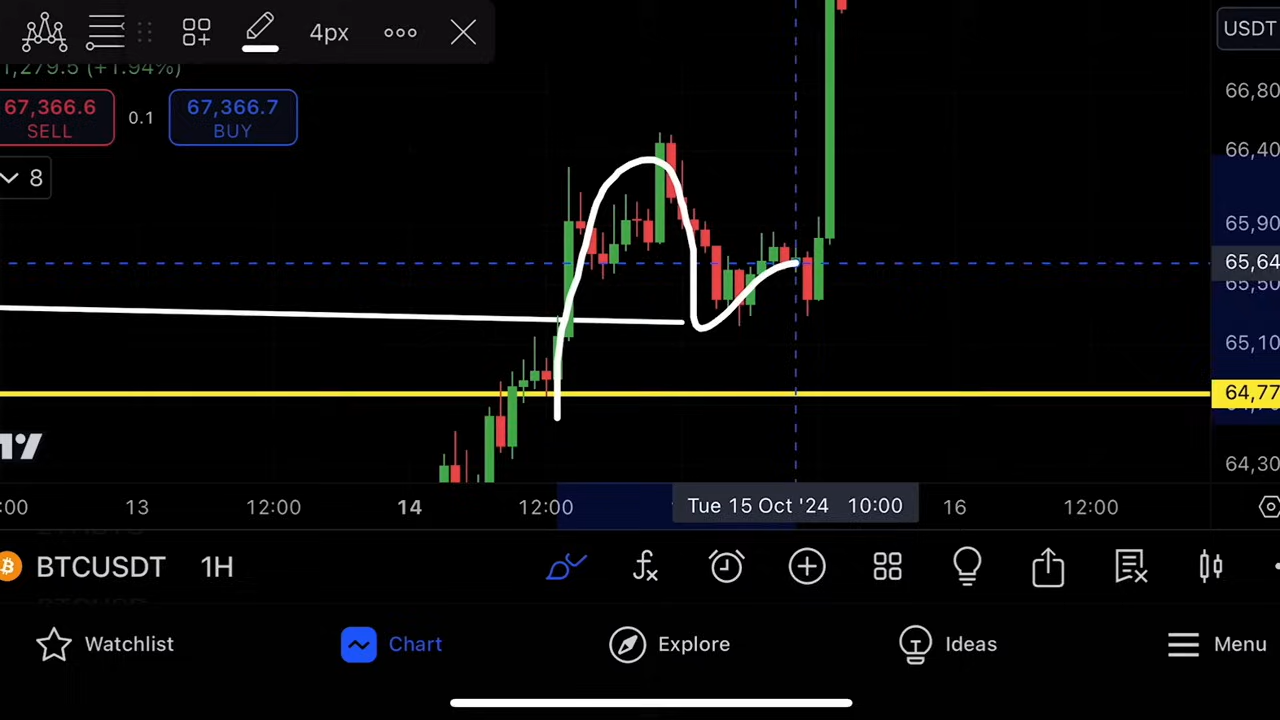 4px
USDT
1,279.5 (+1.94%)
67,366.6
SELL
0.1
67,366.7
BUY
8
66,80
66,40
65,90
65,64
65,10
64,77
64,30
:00
13
12:00
14
12:00
Tue 15 Oct '24 10:00
16
12:00
BTCUSDT 1H
Watchlist
Chart
Explore
Ideas
Menu